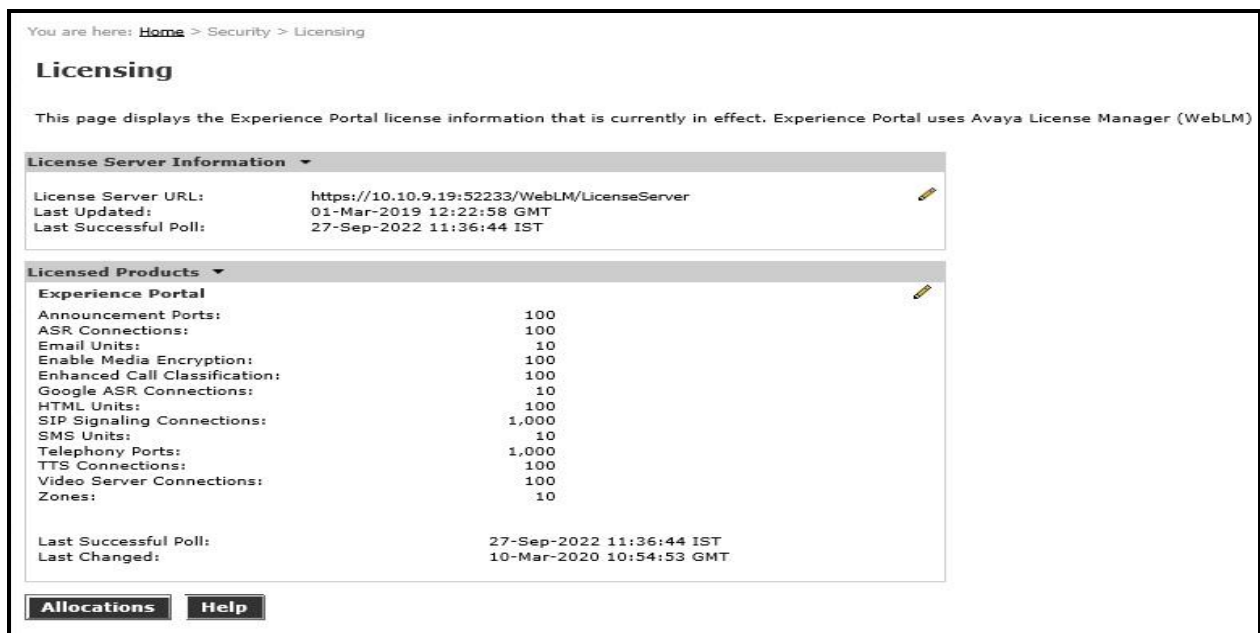 You are here: Home > Security > Licensing
Licensing
This page displays the Experience Portal license information that is currently in effect. Experience Portal uses Avaya License Manager (WebLM)
License Server Information
License Server URL: https://10.10.9.19:52233/WebLM/LicenseServer
Last Updated: 01-Mar-2019 12:22:58 GMT
Last Successful Poll: 27-Sep-2022 11:36:44 IST
Licensed Products
Experience Portal
Announcement Ports: 100
ASR Connections: 100
Email Units: 10
Enable Media Encryption: 100
Enhanced Call Classification: 100
Google ASR Connections: 10
HTML Units: 100
SIP Signaling Connections: 1,000
SMS Units: 10
Telephony Ports: 1,000
TTS Connections: 100
Video Server Connections: 100
Zones: 10
Last Successful Poll: 27-Sep-2022 11:36:44 IST
Last Changed: 10-Mar-2020 10:54:53 GMT
Allocations Help